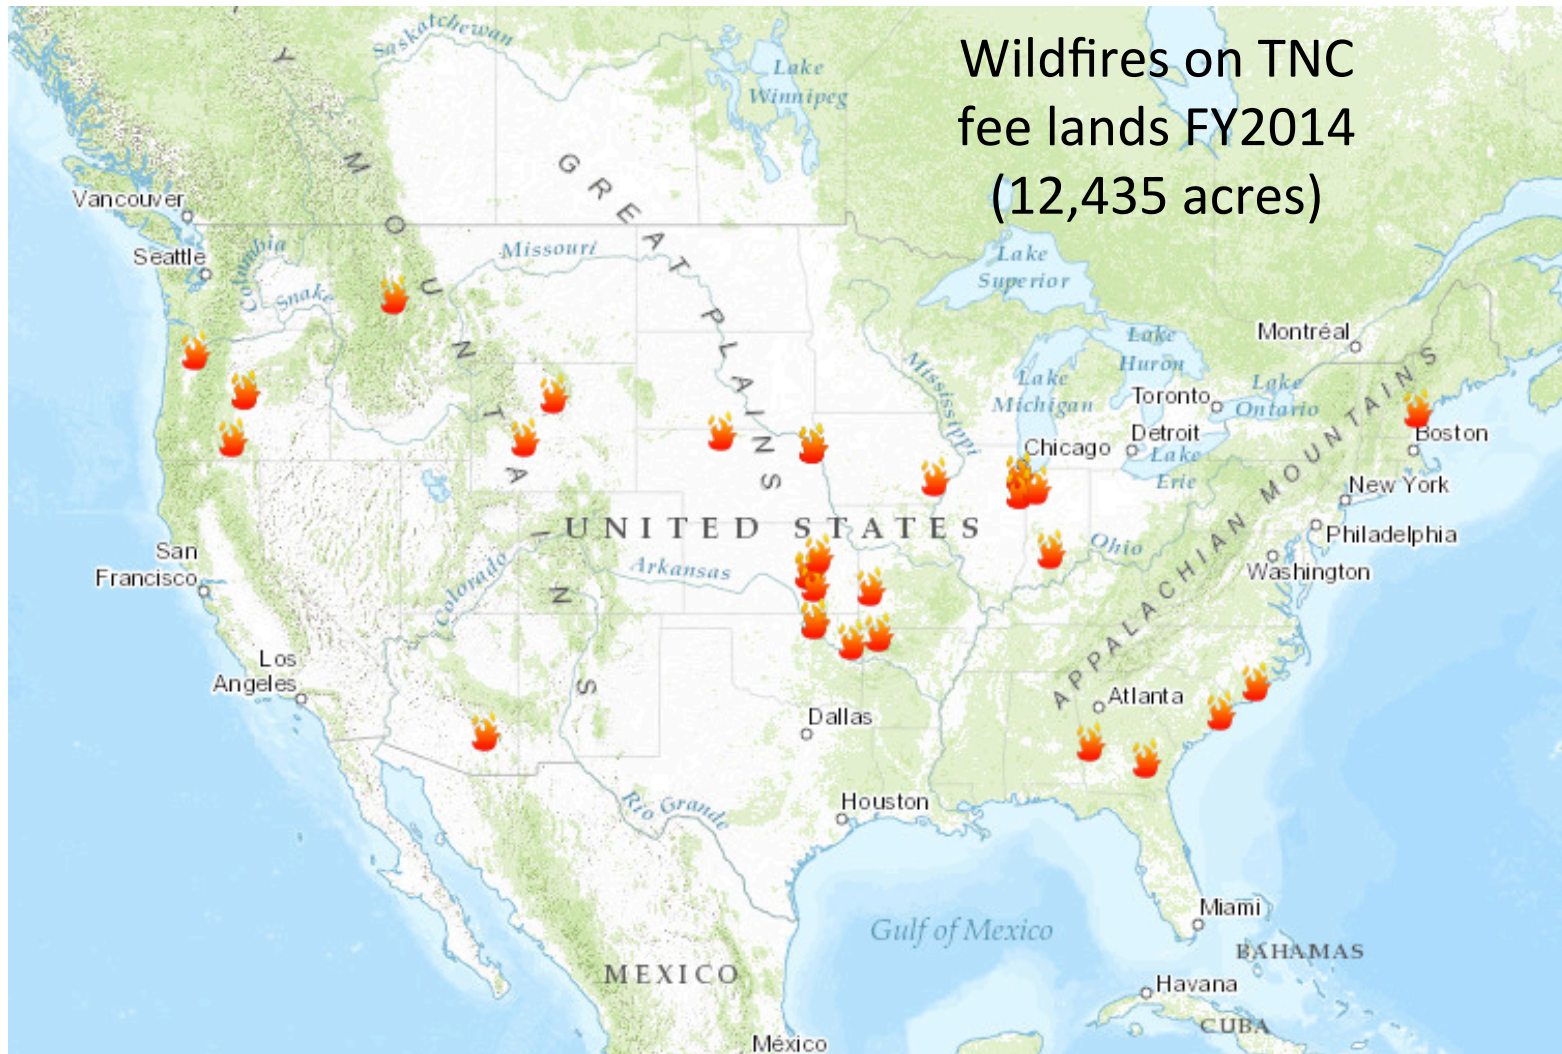 Wildfires on TNC
fee lands FY2014
(12,435 acres)
Saskatchewan
Lake
Winnipeg
GREAT PLAINS
Y MOUNTAINS
Vancouver
Seattle
Columbia
Snake
Missouri
Mississippi
Lake
Superior
Lake
Michigan
Lake
Huron
Lake
Ontario
Lake
Erie
Montréal
Toronto
Detroit
Chicago
Boston
New York
Philadelphia
Washington
APPALACHIAN MOUNTAINS
UNITED STATES
Ohio
Arkansas
Colorado
San
Francisco
Los
Angeles
Atlanta
Dallas
Houston
Rio Grande
Gulf of Mexico
Miami
BAHAMAS
Havana
CUBA
MEXICO
México